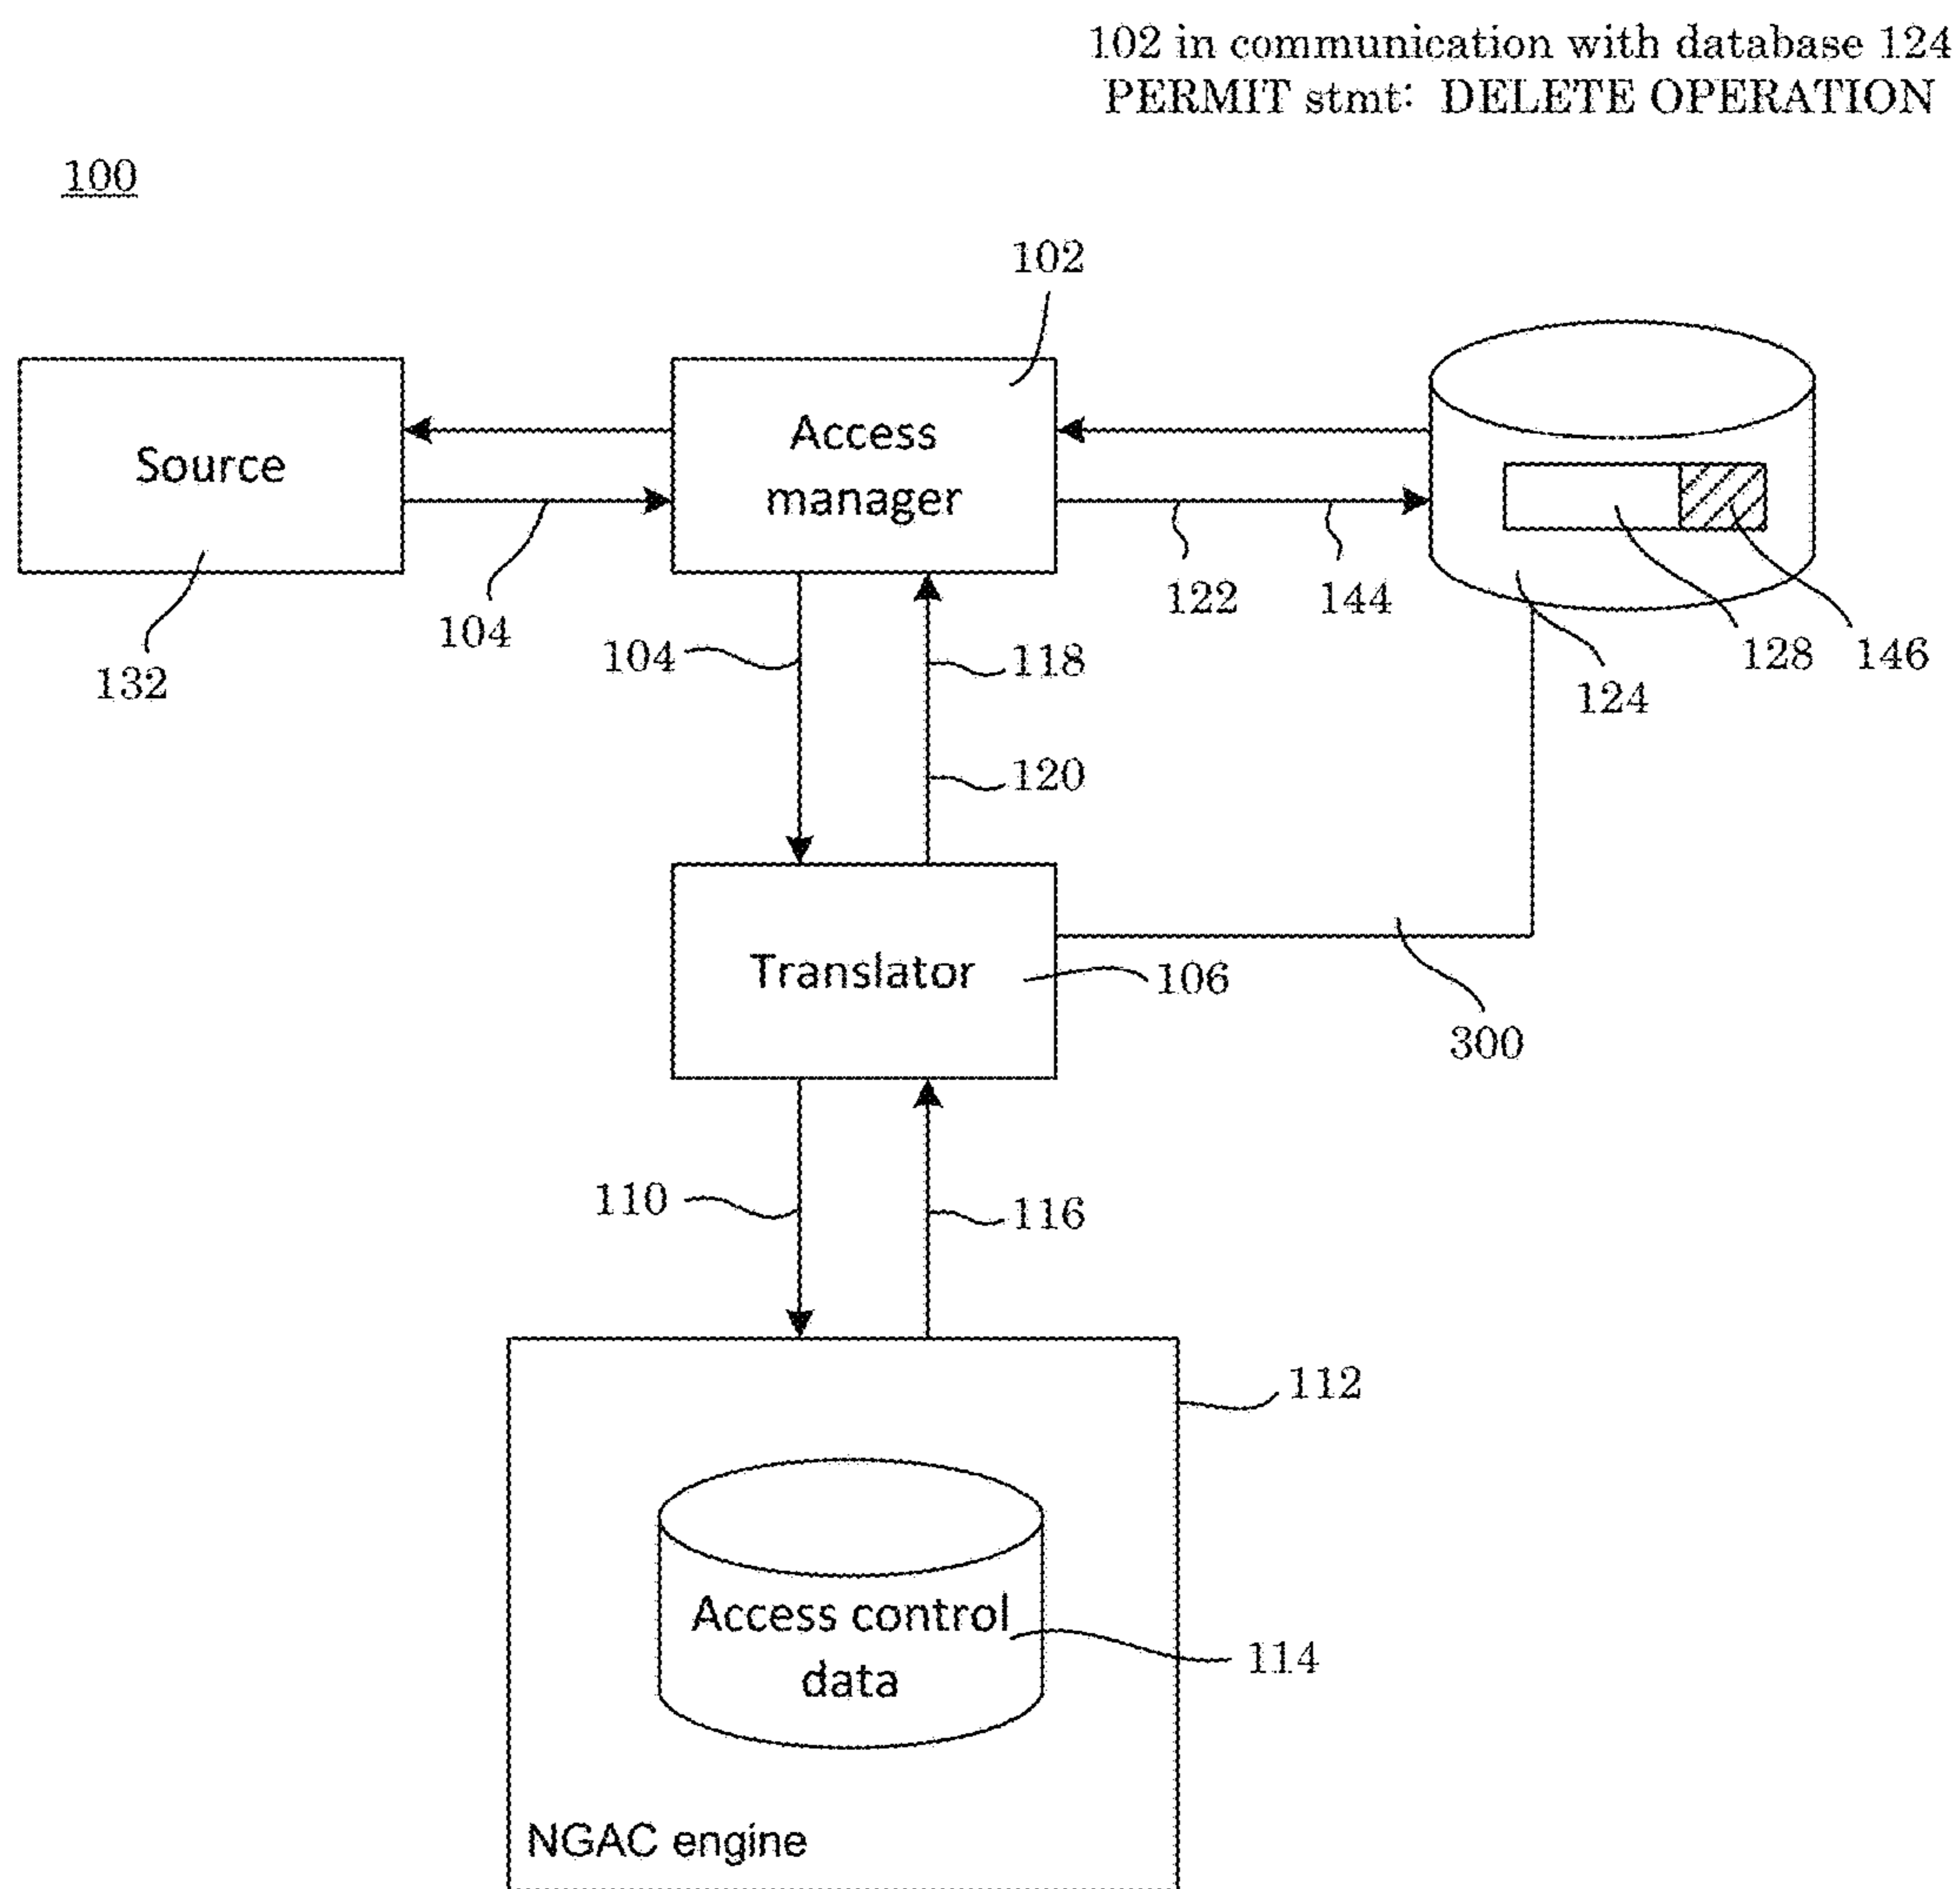 102 in communication with database 124
PERMIT stmt: DELETE OPERATION
100
102
Source
Access
manager
104
122
144
132
104
118
128
146
124
120
Translator
106
300
110
116
112
Access control
data
114
NGAC engine